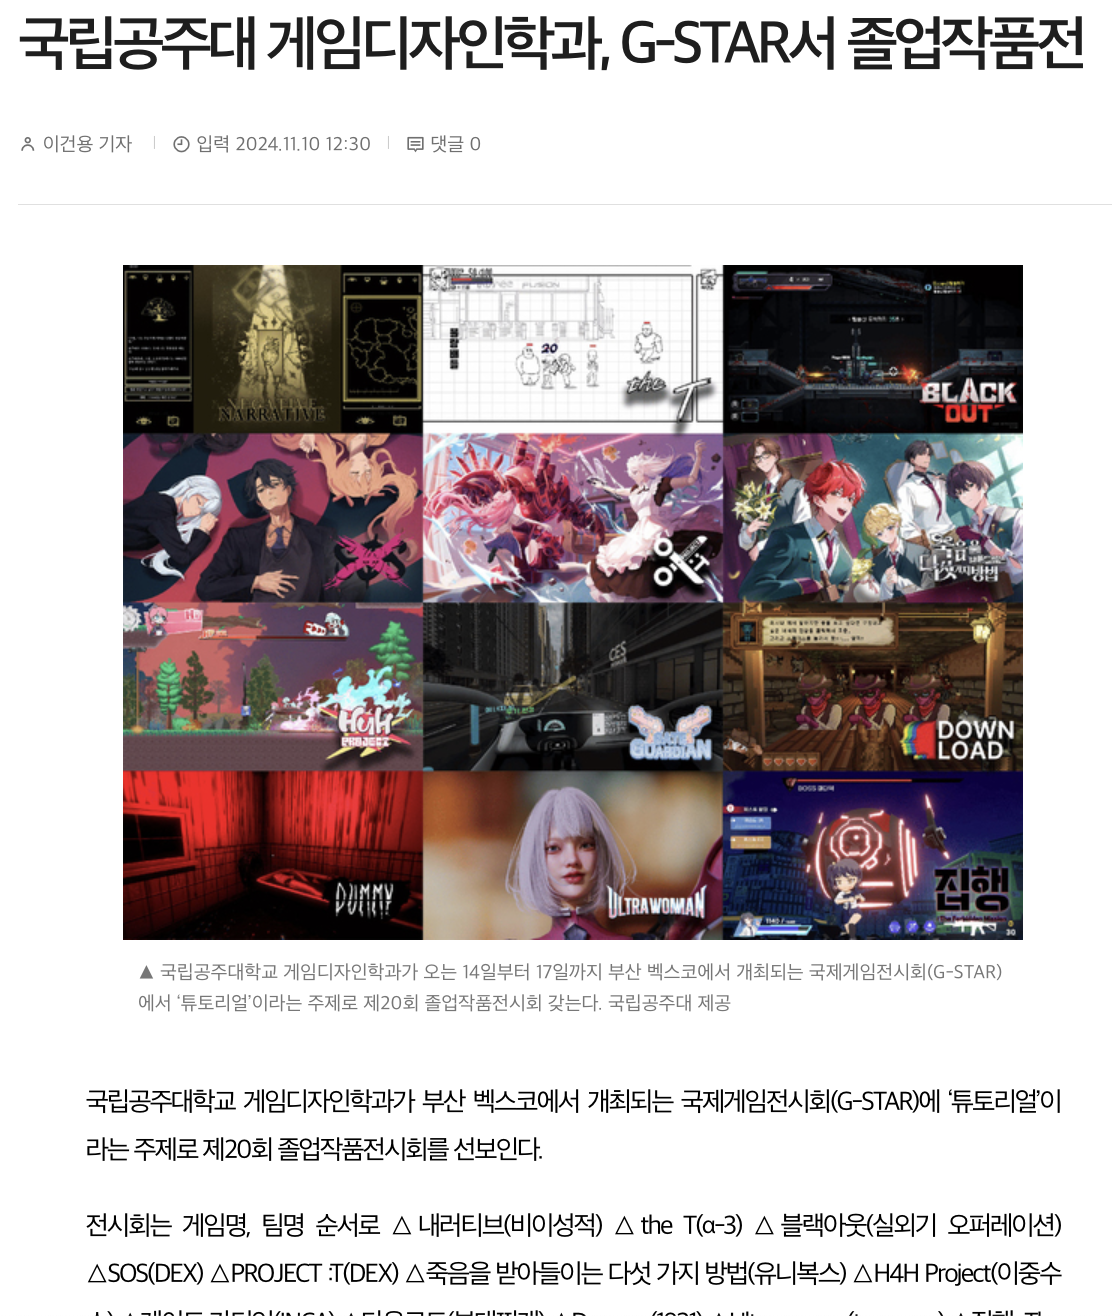 국립공주대 게임디자인학과, G-STAR서 졸업작품전
이건용 기자
입력 2024.11.10 12:30
댓글 0
NARRATIVE
20
the T
BLACK
OUT
죽음을
다섯가지방법
H4H
PROJECT
CES
GUARDIAN
DOWN
LOAD
DUMMY
ULTRAWOMAN
BOSS
집행
30
▲ 국립공주대학교 게임디자인학과가 오는 14일부터 17일까지 부산 벡스코에서 개최되는 국제게임전시회(G-STAR)
에서 ‘튜토리얼’이라는 주제로 제20회 졸업작품전시회 갖는다. 국립공주대 제공
국립공주대학교 게임디자인학과가 부산 벡스코에서 개최되는 국제게임전시회(G-STAR)에 ‘튜토리얼’이
라는 주제로 제20회 졸업작품전시회를 선보인다.
전시회는 게임명, 팀명 순서로 △내러티브(비이성적) △the T(α-3) △블랙아웃(실외기 오퍼레이션)
△SOS(DEX) △PROJECT :T(DEX) △죽음을 받아들이는 다섯 가지 방법(유니복스) △H4H Project(이중수